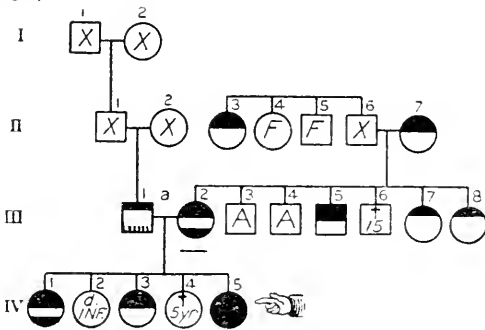 I
1 2
X X
II
1 2 3 4 5 6 7
X X F F X
III
1 a 2 3 4 5 6 7 8
A A 15
IV
1 2 3 4 5
d
INF. 5yr